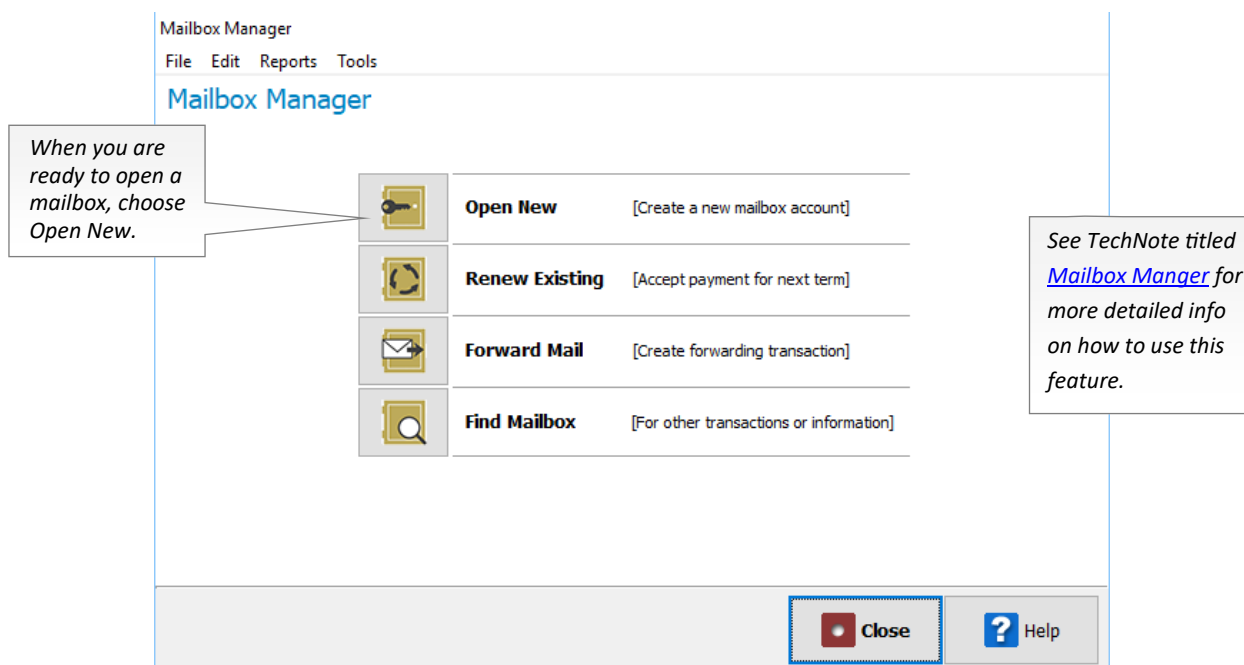 Mailbox Manager
File Edit Reports Tools
Mailbox Manager
When you are
ready to open a
mailbox, choose
Open New.
Open New [Create a new mailbox account]
Renew Existing [Accept payment for next term]
Forward Mail [Create forwarding transaction]
Find Mailbox [For other transactions or information]
See TechNote titled
Mailbox Manger for
more detailed info
on how to use this
feature.
Close
? Help